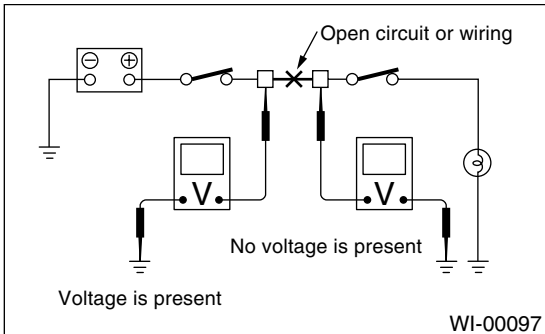 Open circuit or wiring
⊖ ⊕
V
V
No voltage is present
Voltage is present
WI-00097